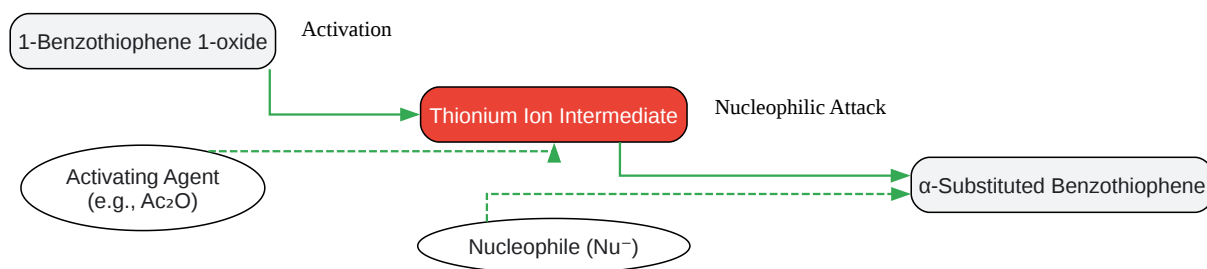 1-Benzothiophene 1-oxide
Activation
Thionium Ion Intermediate
Nucleophilic Attack
Activating Agent
(e.g., Ac₂O)
α-Substituted Benzothiophene
Nucleophile (Nu⁻)